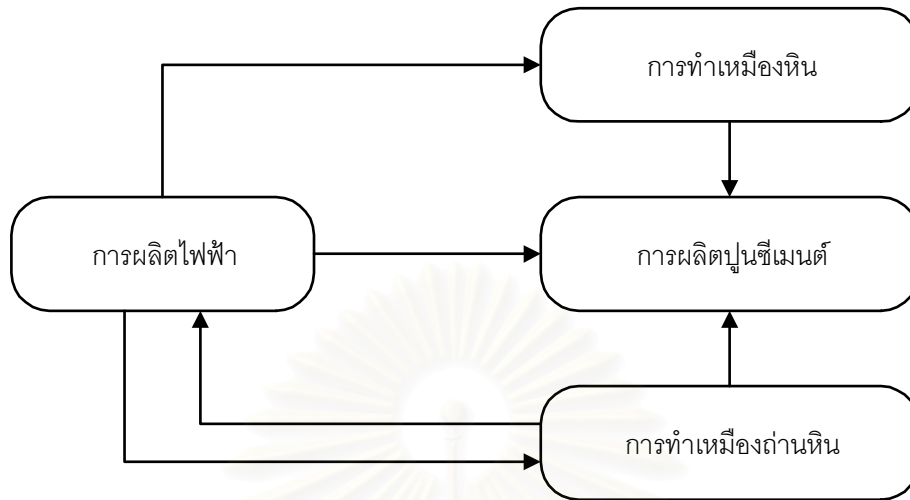 การทำเหมืองหิน
การผลิตไฟฟ้า
การผลิตปูนซีเมนต์
การทำเหมืองถ่านหิน